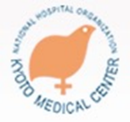 NATIONAL HOSPITAL ORGANIZATION
KYOTO MEDICAL CENTER